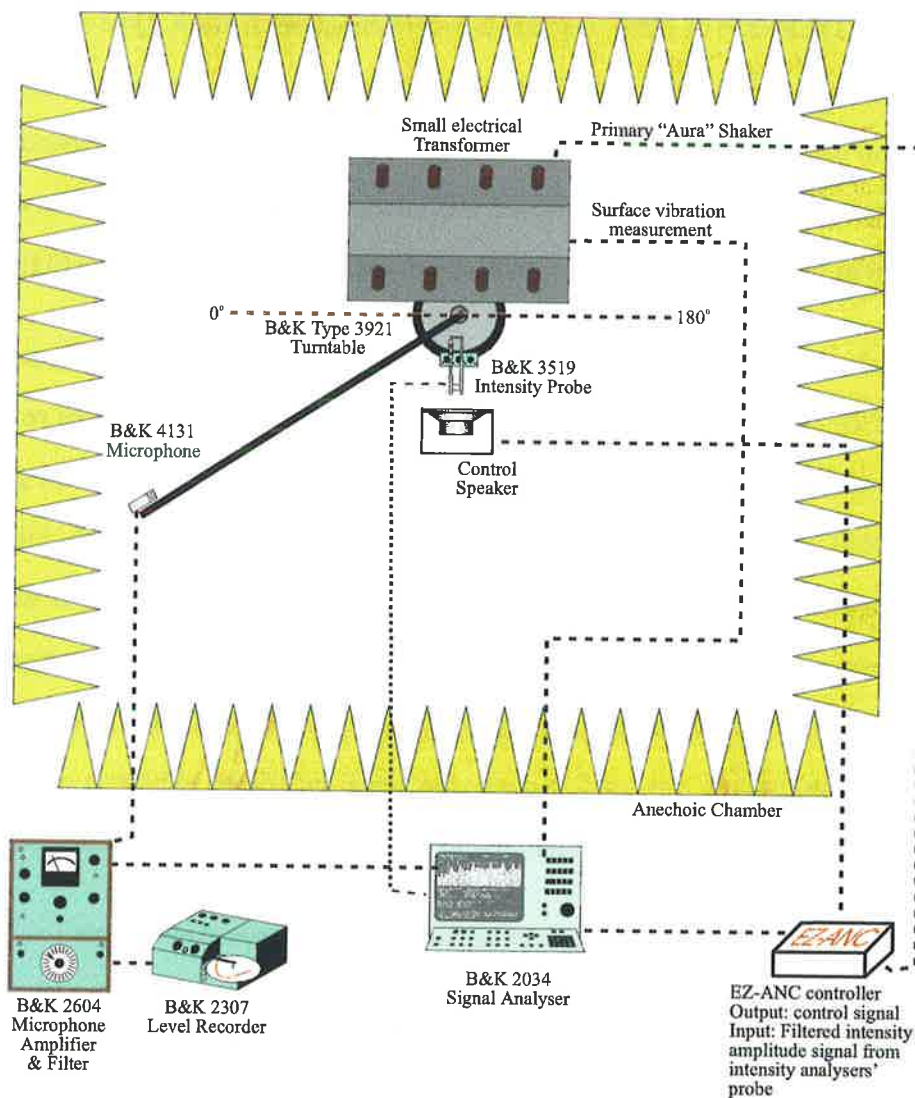 Small electrical
Transformer
Primary "Aura" Shaker
Surface vibration
measurement
0°
180°
B&K Type 3921
Turntable
B&K 3519
Intensity Probe
B&K 4131
Microphone
Control
Speaker
Anechoic Chamber
EZ-ANC
B&K 2604
Microphone
Amplifier
& Filter
B&K 2307
Level Recorder
B&K 2034
Signal Analyser
EZ-ANC controller
Output: control signal
Input: Filtered intensity
amplitude signal from
intensity analysers'
probe